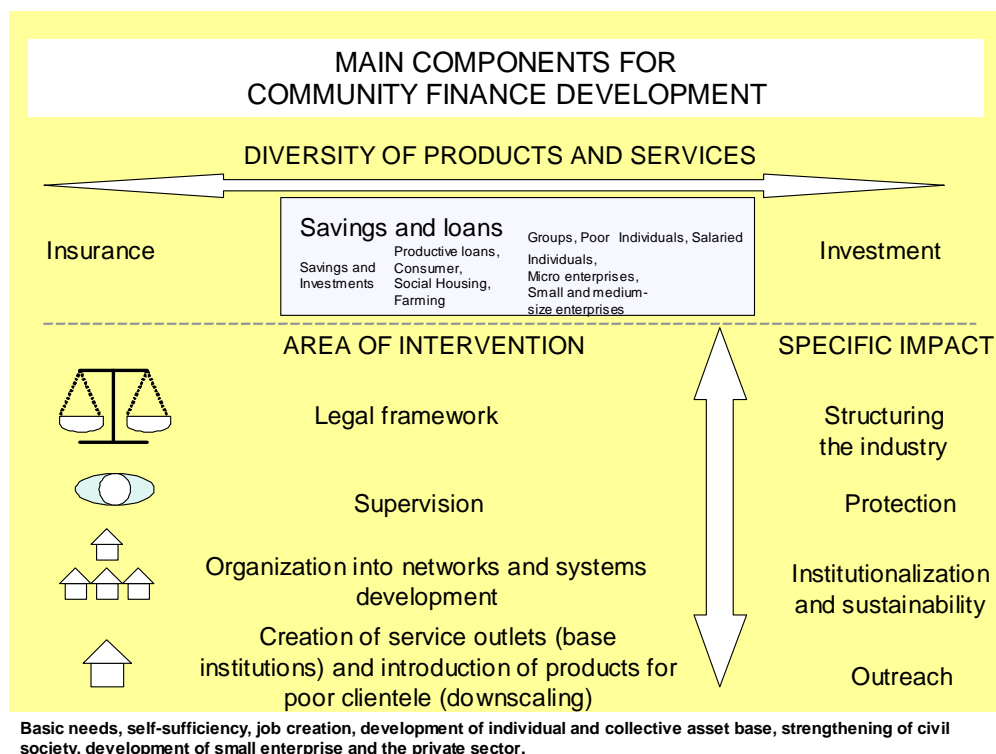 MAIN COMPONENTS FOR
COMMUNITY FINANCE DEVELOPMENT
DIVERSITY OF PRODUCTS AND SERVICES
Insurance
Savings and loans
Savings and
Investments
Productive loans,
Consumer,
Social Housing,
Farming
Groups, Poor Individuals, Salaried
Individuals,
Micro enterprises,
Small and medium-
size enterprises
Investment
AREA OF INTERVENTION
SPECIFIC IMPACT
Legal framework
Structuring
the industry
Supervision
Protection
Organization into networks and systems
development
Institutionalization
and sustainability
Creation of service outlets (base
institutions) and introduction of products for
poor clientele (downscaling)
Outreach
Basic needs, self-sufficiency, job creation, development of individual and collective asset base, strengthening of civil
society, development of small enterprise and the private sector.